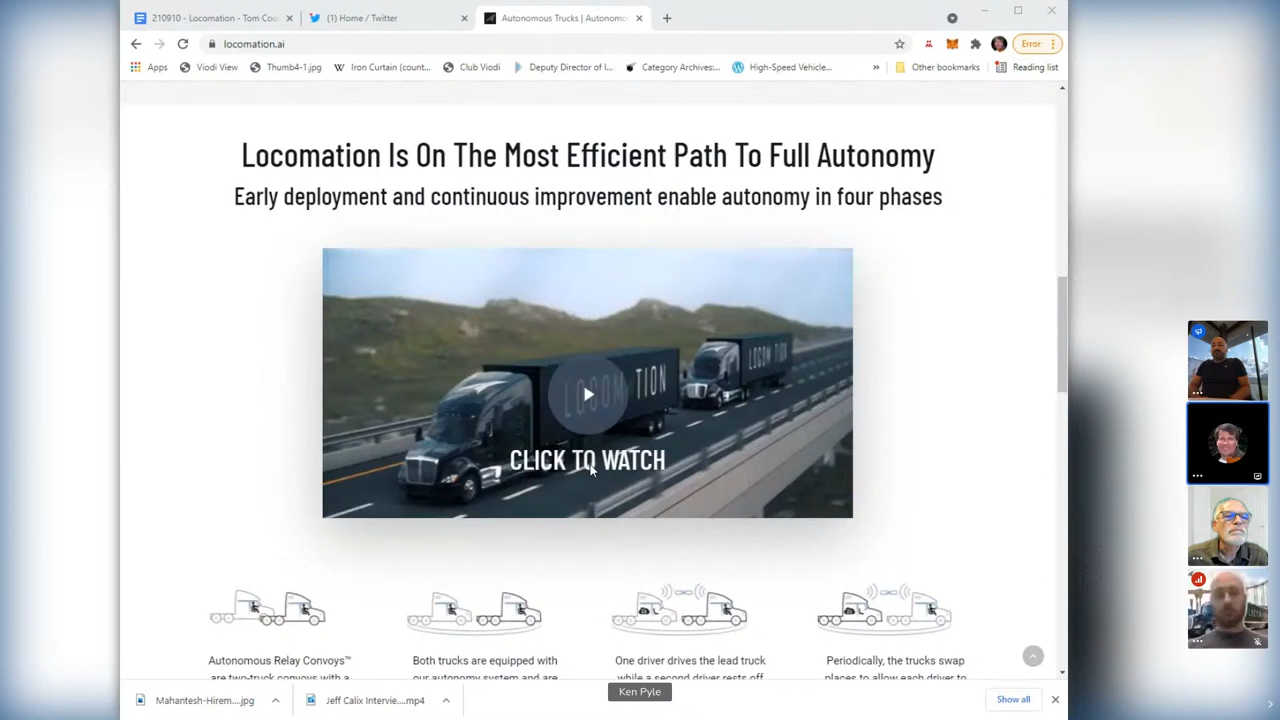 210910 - Locomation - Tom Cou
(1) Home / Twitter
Autonomous Trucks | Autonomo
locomation.ai
Error
Apps
Viodi View
Thumb4-1.jpg
Iron Curtain (count...
Club Viodi
Deputy Director of I...
Category Archives:...
High-Speed Vehicle...
»
Other bookmarks
Reading list
Locomation Is On The Most Efficient Path To Full Autonomy
Early deployment and continuous improvement enable autonomy in four phases
LOCOM TION
LOCOM TION
CLICK TO WATCH
Autonomous Relay Convoys™
are two-truck convoys with a
Both trucks are equipped with
our autonomy system and are
One driver drives the lead truck
while a second driver rests off
Periodically, the trucks swap
places to allow each driver to
Ken Pyle
Mahantesh-Hirem....jpg
Jeff Calix Intervie....mp4
Show all